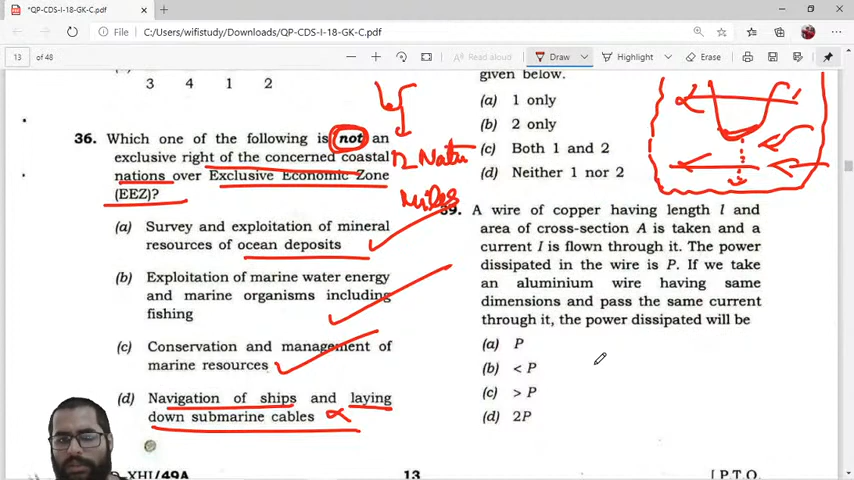 *QP-CDS-I-18-GK-C.pdf
File
C:/Users/wifistudy/Downloads/QP-CDS-I-18-GK-C.pdf
13 of 48
Draw
Highlight
Erase
3 4 1 2
36. Which one of the following is not an
exclusive right of the concerned coastal
nations over Exclusive Economic Zone
(EEZ)?
(a) Survey and exploitation of mineral
resources of ocean deposits
(b) Exploitation of marine water energy
and marine organisms including
fishing
(c) Conservation and management of
marine resources
(d) Navigation of ships and laying
down submarine cables
Miles
given below.
(a) 1 only
(b) 2 only
(c) Both 1 and 2
(d) Neither 1 nor 2
39. A wire of copper having length l and
area of cross-section A is taken and a
current I is flown through it. The power
dissipated in the wire is P. If we take
an aluminium wire having same
dimensions and pass the same current
through it, the power dissipated will be
(a) P
(b) < P
(c) > P
(d) 2P
XHI/49A
13
[ P.T.O.